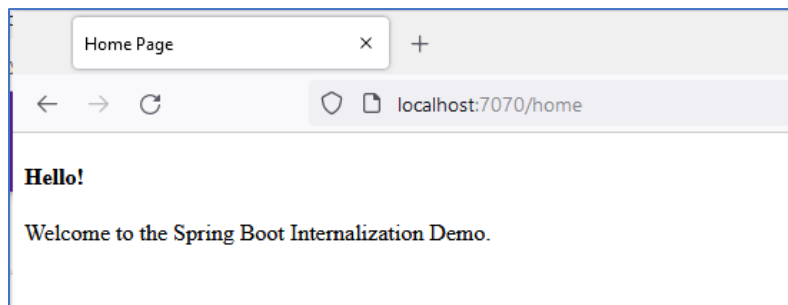 Home Page
localhost:7070/home
Hello!
Welcome to the Spring Boot Internalization Demo.